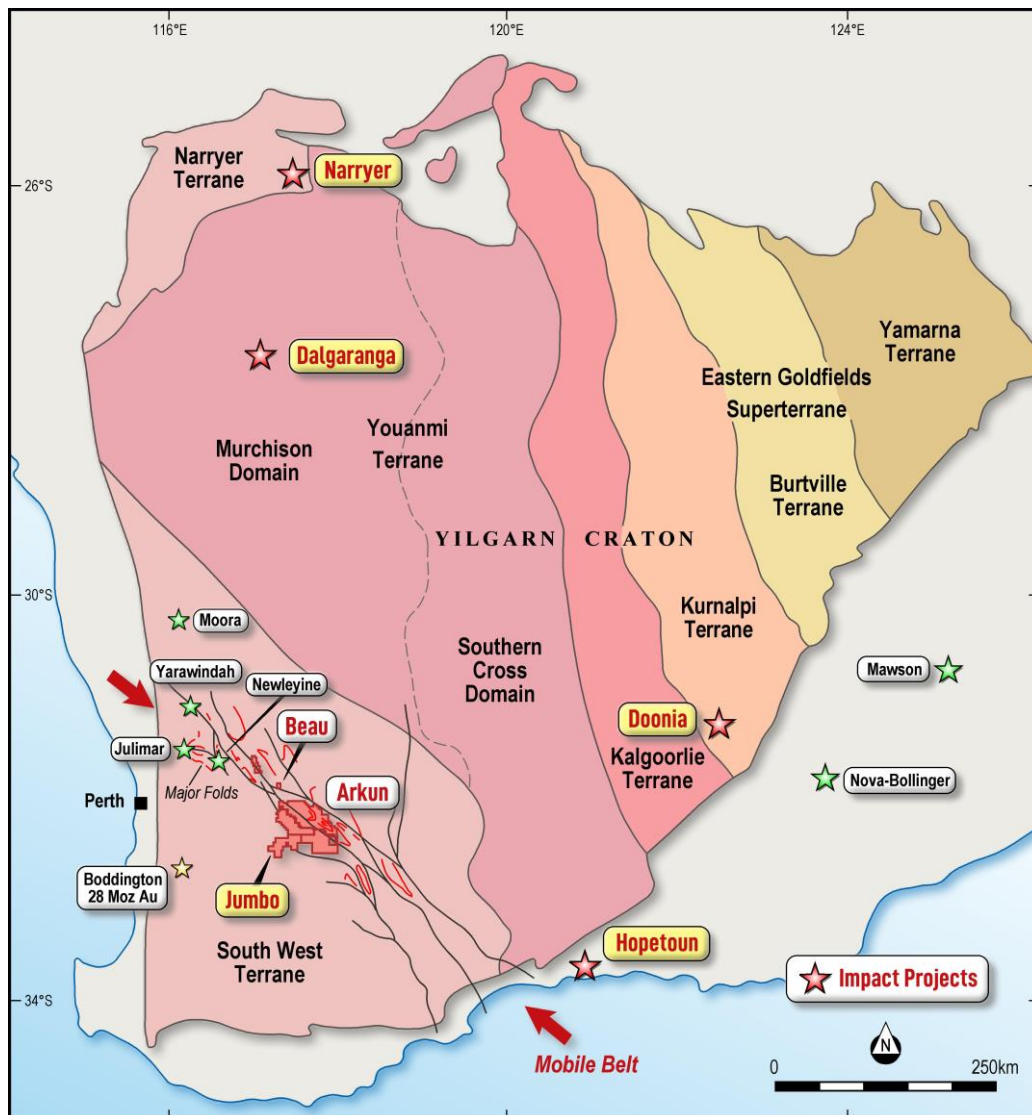 116°E
120°E
124°E
Narryer
Terrane
Narryer
26°S
Dalgaranga
Yamarna
Terrane
Eastern Goldfields
Superterrane
Youanmi
Terrane
Murchison
Domain
Burtville
Terrane
YILGARN CRATON
30°S
Moora
Kurnalpi
Terrane
Southern
Cross
Domain
Yarawindah
Newleyine
Mawson
Beau
Doonia
Julimar
Kalgoorlie
Terrane
Nova-Bollinger
Major Folds
Arkun
Perth
Boddington
28 Moz Au
Jumbo
South West
Terrane
Hopetoun
Impact Projects
34°S
N
Mobile Belt
0
250km